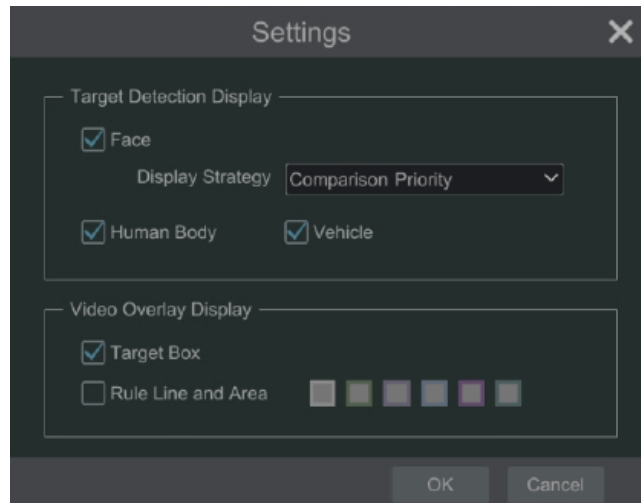 Settings
Target Detection Display
Face
Display Strategy Comparison Priority
Human Body Vehicle
Video Overlay Display
Target Box
Rule Line and Area
OK Cancel